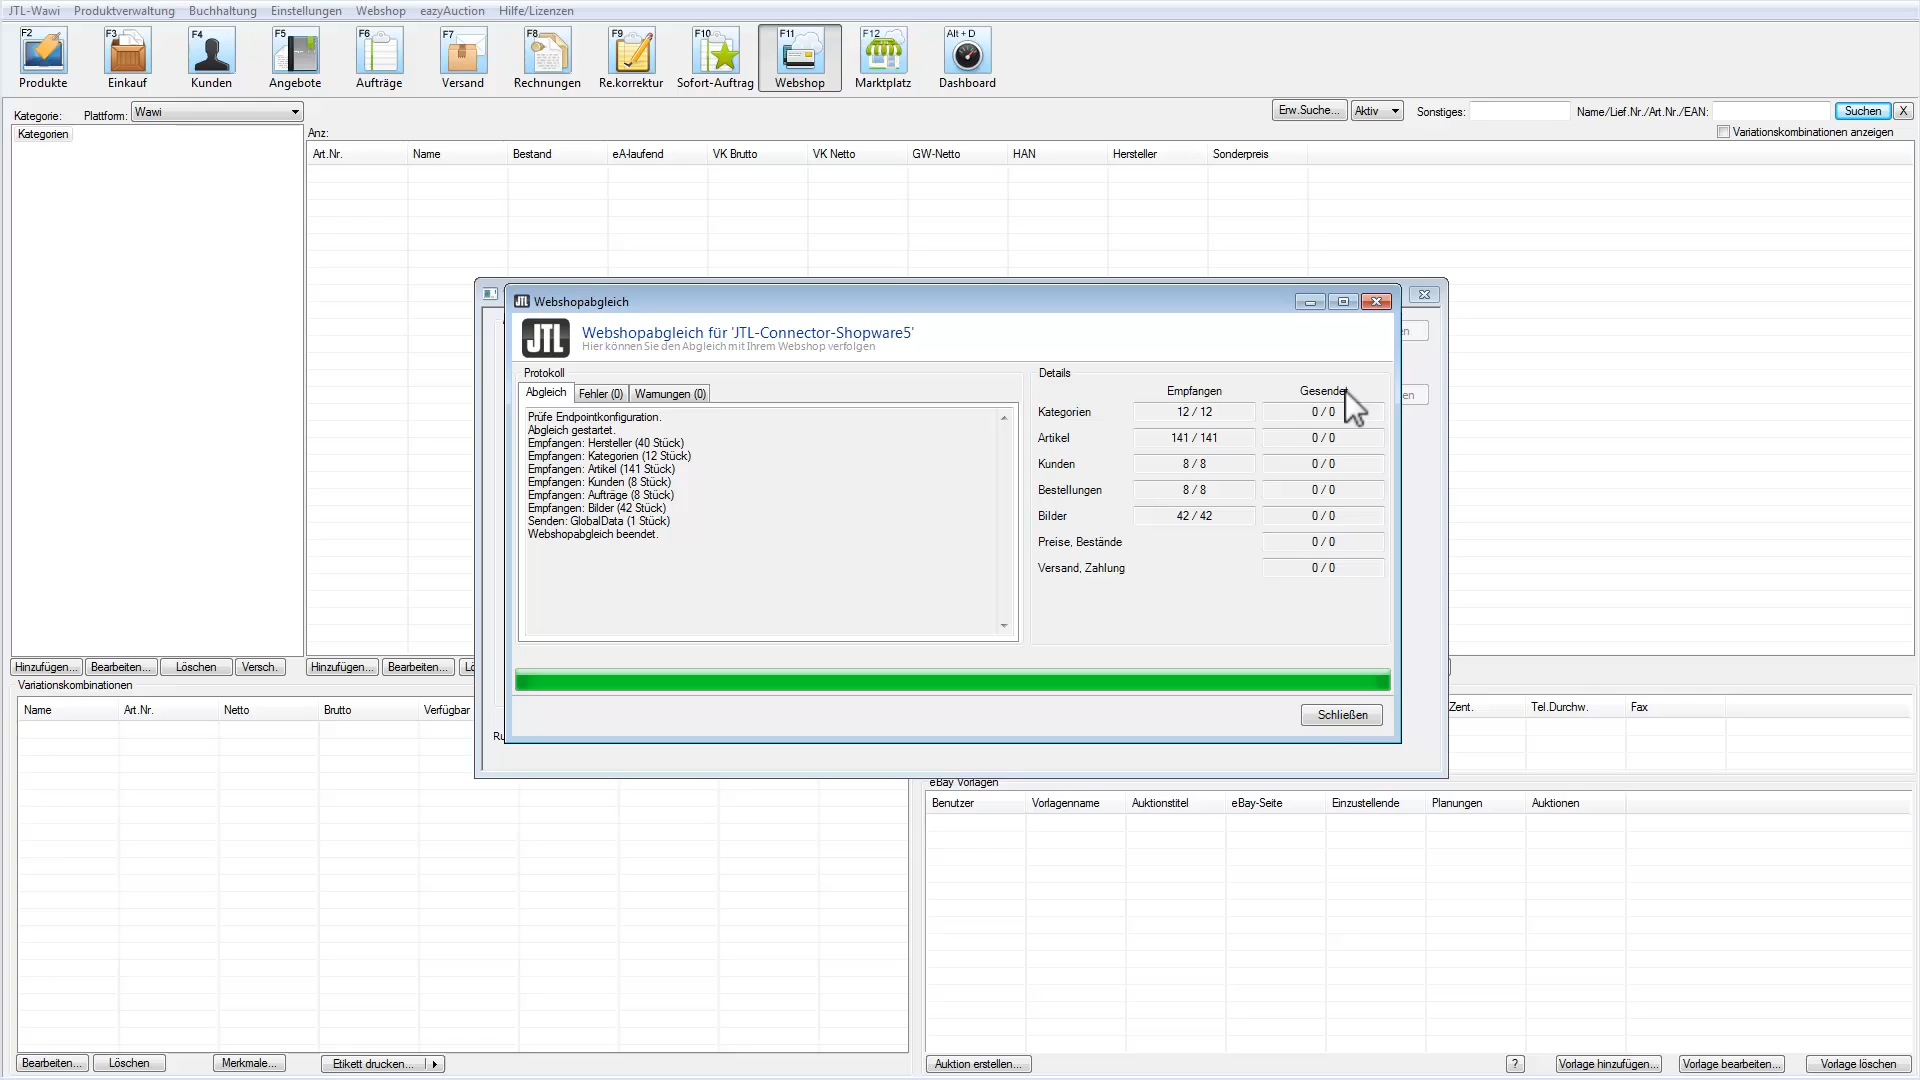 JTL-Wawi Produktverwaltung Buchhaltung Einstellungen Webshop eazyAuction Hilfe/Lizenzen
F2 F3 F4 F5 F6 F7 F8 F9 F10 F11 F12 Alt + D
Produkte Einkauf Kunden Angebote Aufträge Versand Rechnungen Re.korrektur Sofort-Auftrag Webshop Marktplatz Dashboard
Kategorie: Plattform: Wawi Erw.Suche... Aktiv Sonstiges: Name/Lief.Nr./Art.Nr./EAN: Suchen X
Kategorien Anz: Variationskombinationen anzeigen
Art.Nr. Name Bestand eA-laufend VK Brutto VK Netto GW-Netto HAN Hersteller Sonderpreis
JTL Webshopabgleich
JTL Webshopabgleich für 'JTL-Connector-Shopware5'
Hier können Sie den Abgleich mit Ihrem Webshop verfolgen
en
Protokoll Details
Abgleich Fehler (0) Warnungen (0) Empfangen
en
Prüfe Endpointkonfiguration.
Abgleich gestartet.
Empfangen: Hersteller (40 Stück)
Empfangen: Kategorien (12 Stück)
Empfangen: Artikel (141 Stück)
Empfangen: Kunden (8 Stück)
Empfangen: Aufträge (8 Stück)
Empfangen: Bilder (42 Stück)
Senden: GlobalData (1 Stück)
Webshopabgleich beendet.
Kategorien 12 / 12 0 / 0
Artikel 141 / 141 0 / 0
Kunden 8 / 8 0 / 0
Bestellungen 8 / 8 0 / 0
Bilder 42 / 42 0 / 0
Preise, Bestände 0 / 0
Versand, Zahlung 0 / 0
Schließen
Hinzufügen... Bearbeiten... Löschen Versch. Hinzufügen... Bearbeiten...
Variationskombinationen
Name Art.Nr. Netto Brutto Verfügbar
Zent. Tel.Durchw. Fax
eBay Vorlagen
Benutzer Vorlagenname Auktionstitel eBay-Seite Einzustellende Planungen Auktionen
Bearbeiten... Löschen Merkmale... Etikett drucken... Auktion erstellen... ? Vorlage hinzufügen... Vorlage bearbeiten... Vorlage löschen